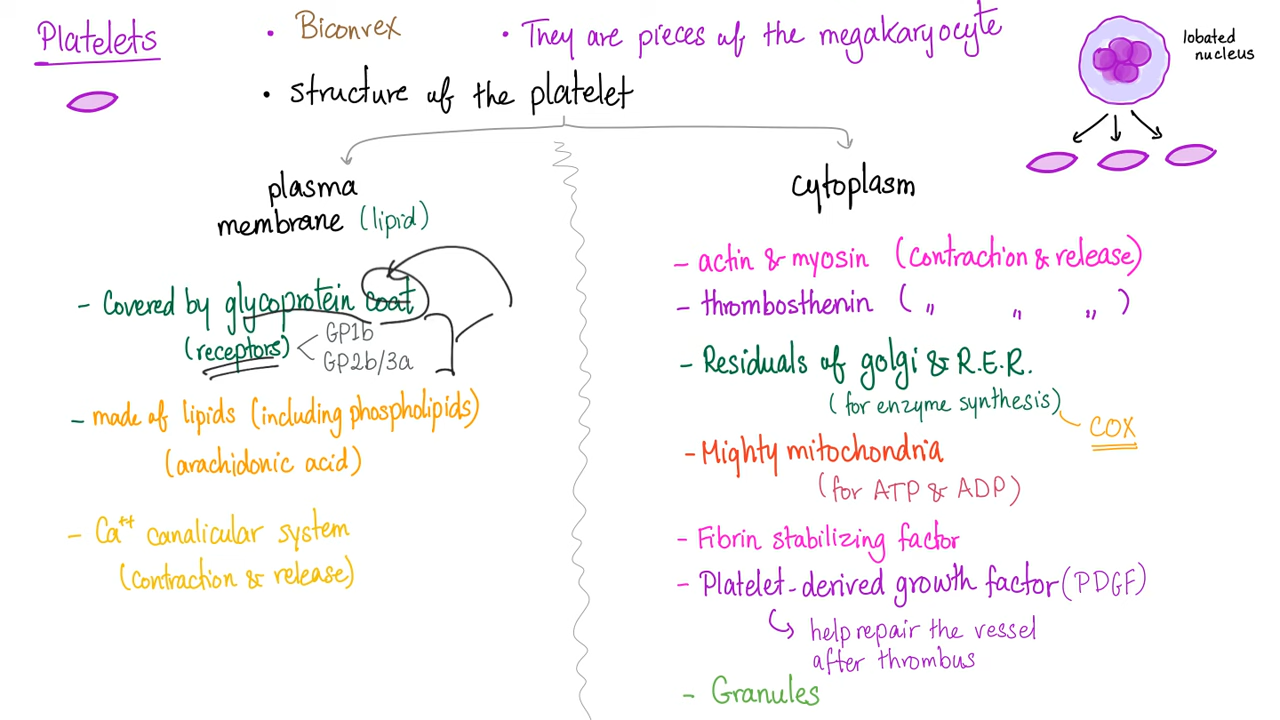 Platelets
• Biconvex
• They are pieces of the megakaryocyte
lobated
nucleus
• structure of the platelet
plasma
membrane (lipid)
- Covered by glycoprotein coat
(receptors)
GP1b
GP2b/3a
- made of lipids (including phospholipids)
(arachidonic acid)
- Ca++ canalicular system
(contraction & release)
cytoplasm
- actin & myosin (contraction & release)
- thrombosthenin ( " " " )
- Residuals of golgi & R.E.R.
(for enzyme synthesis)
COX
- Mighty mitochondria
(for ATP & ADP)
- Fibrin stabilizing factor
- Platelet-derived growth factor (PDGF)
help repair the vessel
after thrombus
- Granules